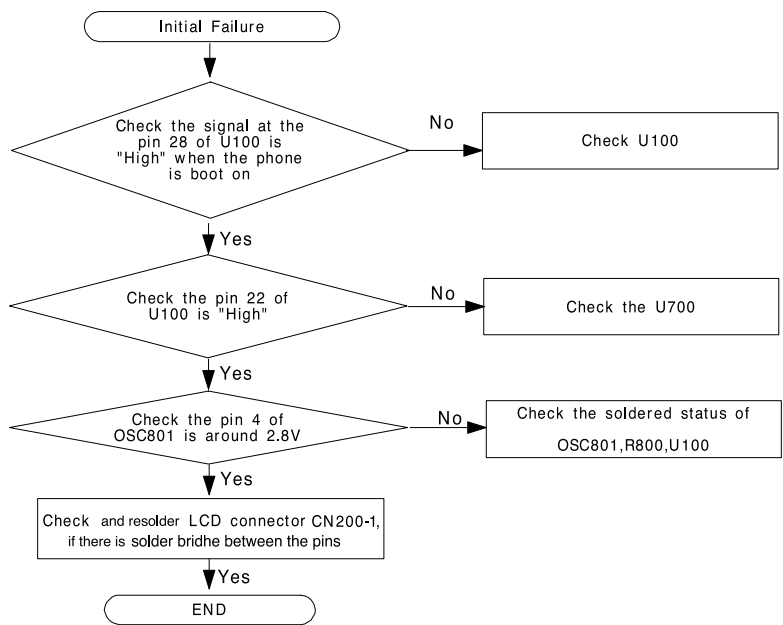 Initial Failure
Check the signal at the
pin 28 of U100 is
"High" when the phone
is boot on
No
Check U100
Yes
Check the pin 22 of
U100 is "High"
No
Check the U700
Yes
Check the pin 4 of
OSC801 is around 2.8V
No
Check the soldered status of
OSC801,R800,U100
Yes
Check and resolder LCD connector CN200-1,
if there is solder bridhe between the pins
Yes
END